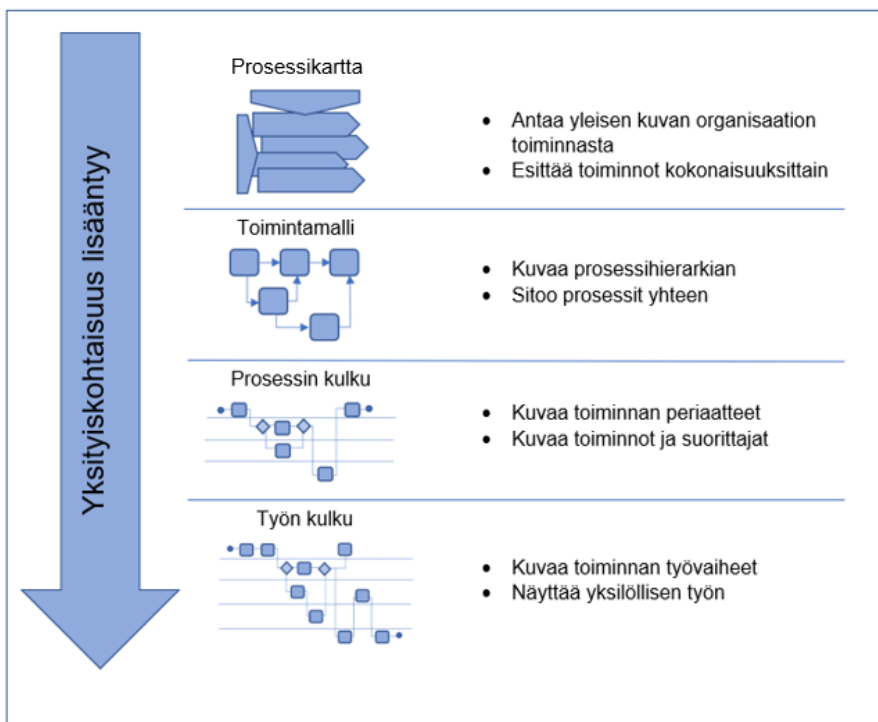 Yksityiskohtaisuus lisääntyy
Prosessikartta
• Antaa yleisen kuvan organisaation
toiminnasta
• Esittää toiminnot kokonaisuuksittain
Toimintamalli
• Kuvaa prosessihierarkian
• Sitoo prosessit yhteen
Prosessin kulku
• Kuvaa toiminnan periaatteet
• Kuvaa toiminnot ja suorittajat
Työn kulku
• Kuvaa toiminnan työvaiheet
• Näyttää yksilöllisen työn